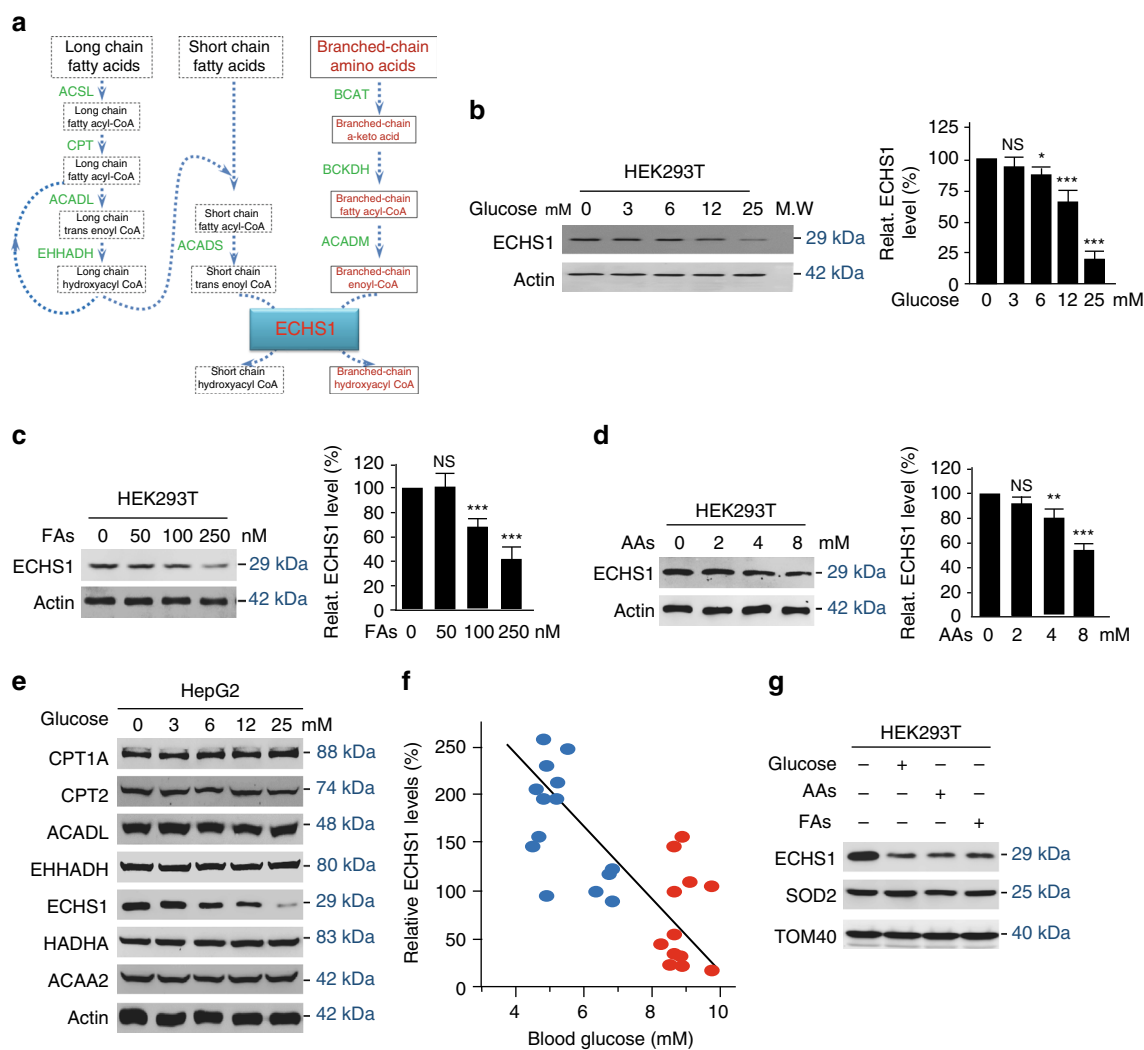 a
Long chain
fatty acids
Short chain
fatty acids
Branched-chain
amino acids
ACSL
BCAT
Long chain
fatty acyl-CoA
Branched-chain
a-keto acid
CPT
Long chain
fatty acyl-CoA
BCKDH
ACADL
Branched-chain
fatty acyl-CoA
Long chain
trans enoyl CoA
Short chain
fatty acyl-CoA
EHHADH
ACADS
ACADM
Long chain
hydroxyacyl CoA
Short chain
trans enoyl CoA
Branched-chain
enoyl-CoA
ECHS1
Short chain
hydroxyacyl CoA
Branched-chain
hydroxyacyl CoA
b
HEK293T
Glucose mM 0 3 6 12 25 M.W
ECHS1 29 kDa
Actin 42 kDa
Relat. ECHS1
level (%)
125
100
75
50
25
0
NS * *** ***
Glucose 0 3 6 12 25 mM
c
HEK293T
FAs 0 50 100 250 nM
ECHS1 29 kDa
Actin 42 kDa
Relat. ECHS1 level (%)
120
100
80
60
40
20
0
NS *** ***
FAs 0 50 100 250 nM
d
HEK293T
AAs 0 2 4 8 mM
ECHS1 29 kDa
Actin 42 kDa
Relat. ECHS1 level (%)
120
100
80
60
40
20
0
NS ** ***
AAs 0 2 4 8 mM
e
HepG2
Glucose 0 3 6 12 25 mM
CPT1A 88 kDa
CPT2 74 kDa
ACADL 48 kDa
EHHADH 80 kDa
ECHS1 29 kDa
HADHA 83 kDa
ACAA2 42 kDa
Actin 42 kDa
f
Relative ECHS1 levels (%)
250
200
150
100
50
0
4 6 8 10
Blood glucose (mM)
g
HEK293T
Glucose – + – –
AAs – – + –
FAs – – – +
ECHS1 29 kDa
SOD2 25 kDa
TOM40 40 kDa